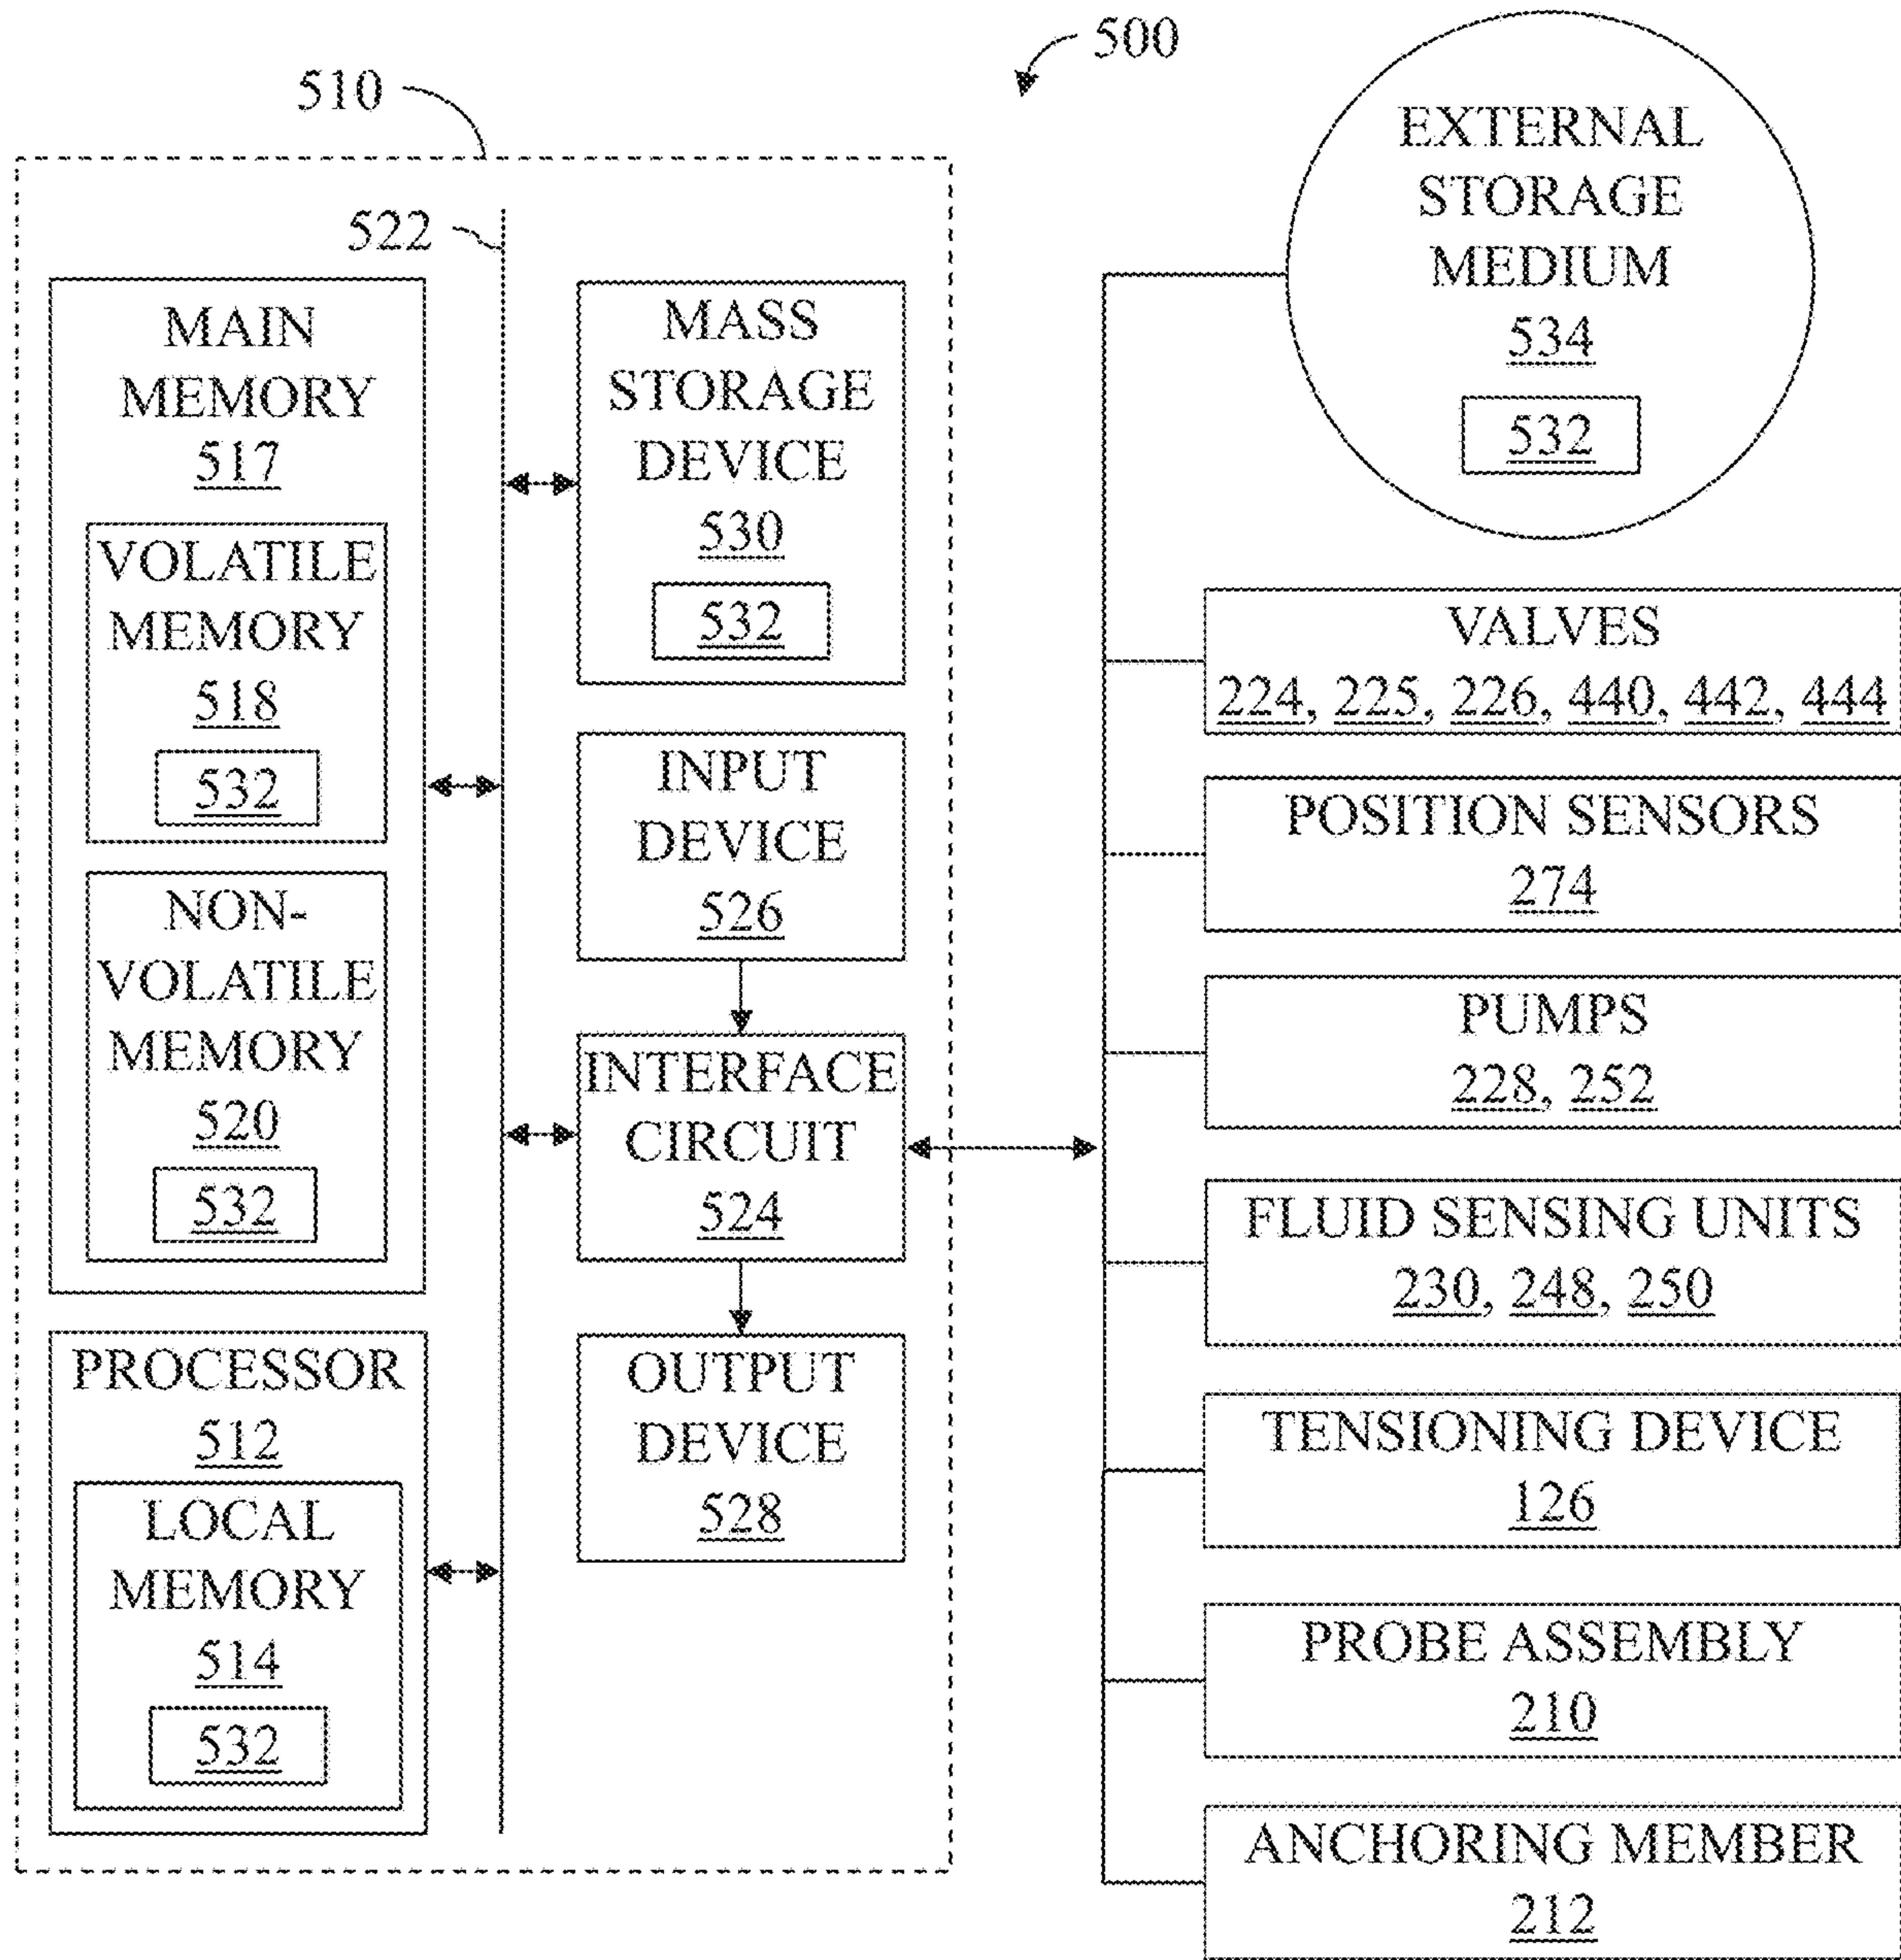 500
510
522
MAIN
MEMORY
517
VOLATILE
MEMORY
518
532
NON-
VOLATILE
MEMORY
520
532
PROCESSOR
512
LOCAL
MEMORY
514
532
MASS
STORAGE
DEVICE
530
532
INPUT
DEVICE
526
INTERFACE
CIRCUIT
524
OUTPUT
DEVICE
528
EXTERNAL
STORAGE
MEDIUM
534
532
VALVES
224, 225, 226, 440, 442, 444
POSITION SENSORS
274
PUMPS
228, 252
FLUID SENSING UNITS
230, 248, 250
TENSIONING DEVICE
126
PROBE ASSEMBLY
210
ANCHORING MEMBER
212